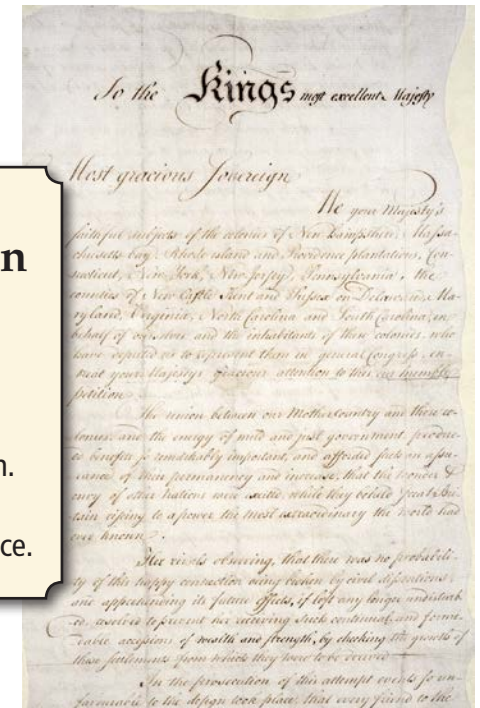 n
n.
ce.
To the Kings most excellent Majesty
Most gracious Sovereign
We your Majesty's
faithful subjects of the colonies of New Hampshire, Massa-
chusetts bay, Rhode island and Providence plantations, Con-
necticut, New York, New Jersey, Pennsylvania, the
counties of New Castle Kent and Sussex on Delaware, Ma-
ryland, Virginia, North Carolina and South Carolina, in
behalf of ourselves and the inhabitants of these colonies, who
have deputed us to represent them in general Congress, en-
treat your Majestys gracious attention to this our humble
petition.
The union between our Mother Country and these co-
lonies, and the energy of mild and just government, produc-
ed benefits so remarkably important, and afforded such an assu-
rance of their permanency and increase, that the wonder &
envy of other nations were excited, while they beheld Great Bri-
tain rising to a power the most extraordinary the world had
ever known.
Her rivals observing, that there was no probabili-
ty of this happy connection being broken by civil dissentions,
and apprehending its future effects, if left any longer undisturb-
ed, resolved to prevent her receiving such continual and formi-
dable accessions of wealth and strength, by checking the growth of
these settlements from which they were to be derived.
In the prosecution of this attempt events so un-
favourable to the design took place, that every friend to the